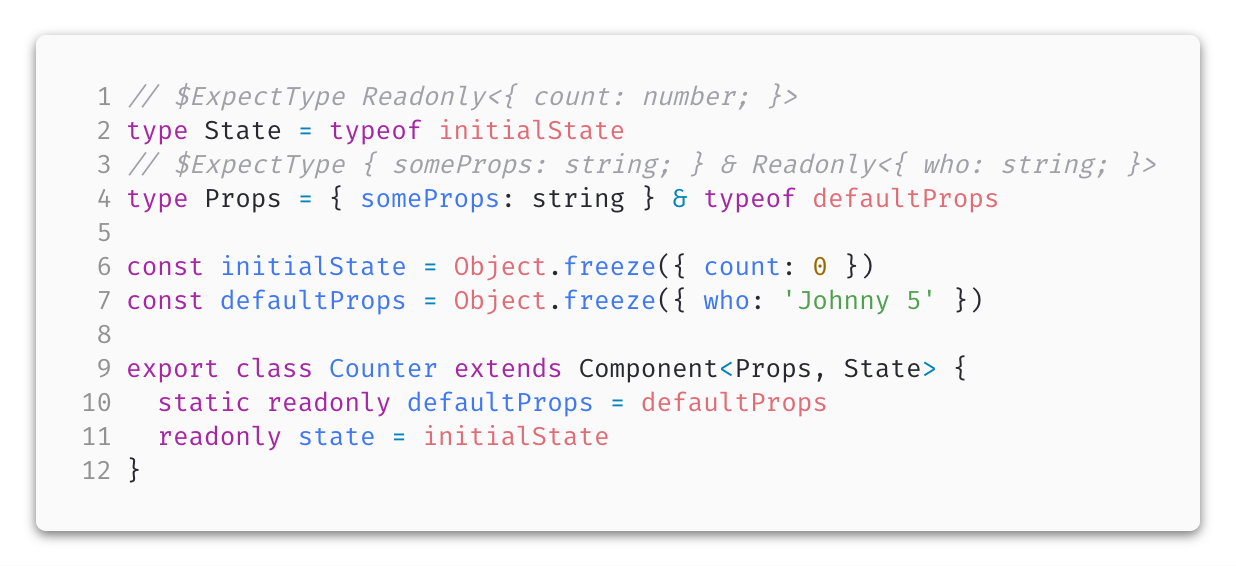 1 // $ExpectType Readonly<{ count: number; }>
2 type State = typeof initialState
3 // $ExpectType { someProps: string; } & Readonly<{ who: string; }>
4 type Props = { someProps: string } & typeof defaultProps
5
6 const initialState = Object.freeze({ count: 0 })
7 const defaultProps = Object.freeze({ who: 'Johnny 5' })
8
9 export class Counter extends Component<Props, State> {
10   static readonly defaultProps = defaultProps
11   readonly state = initialState
12 }